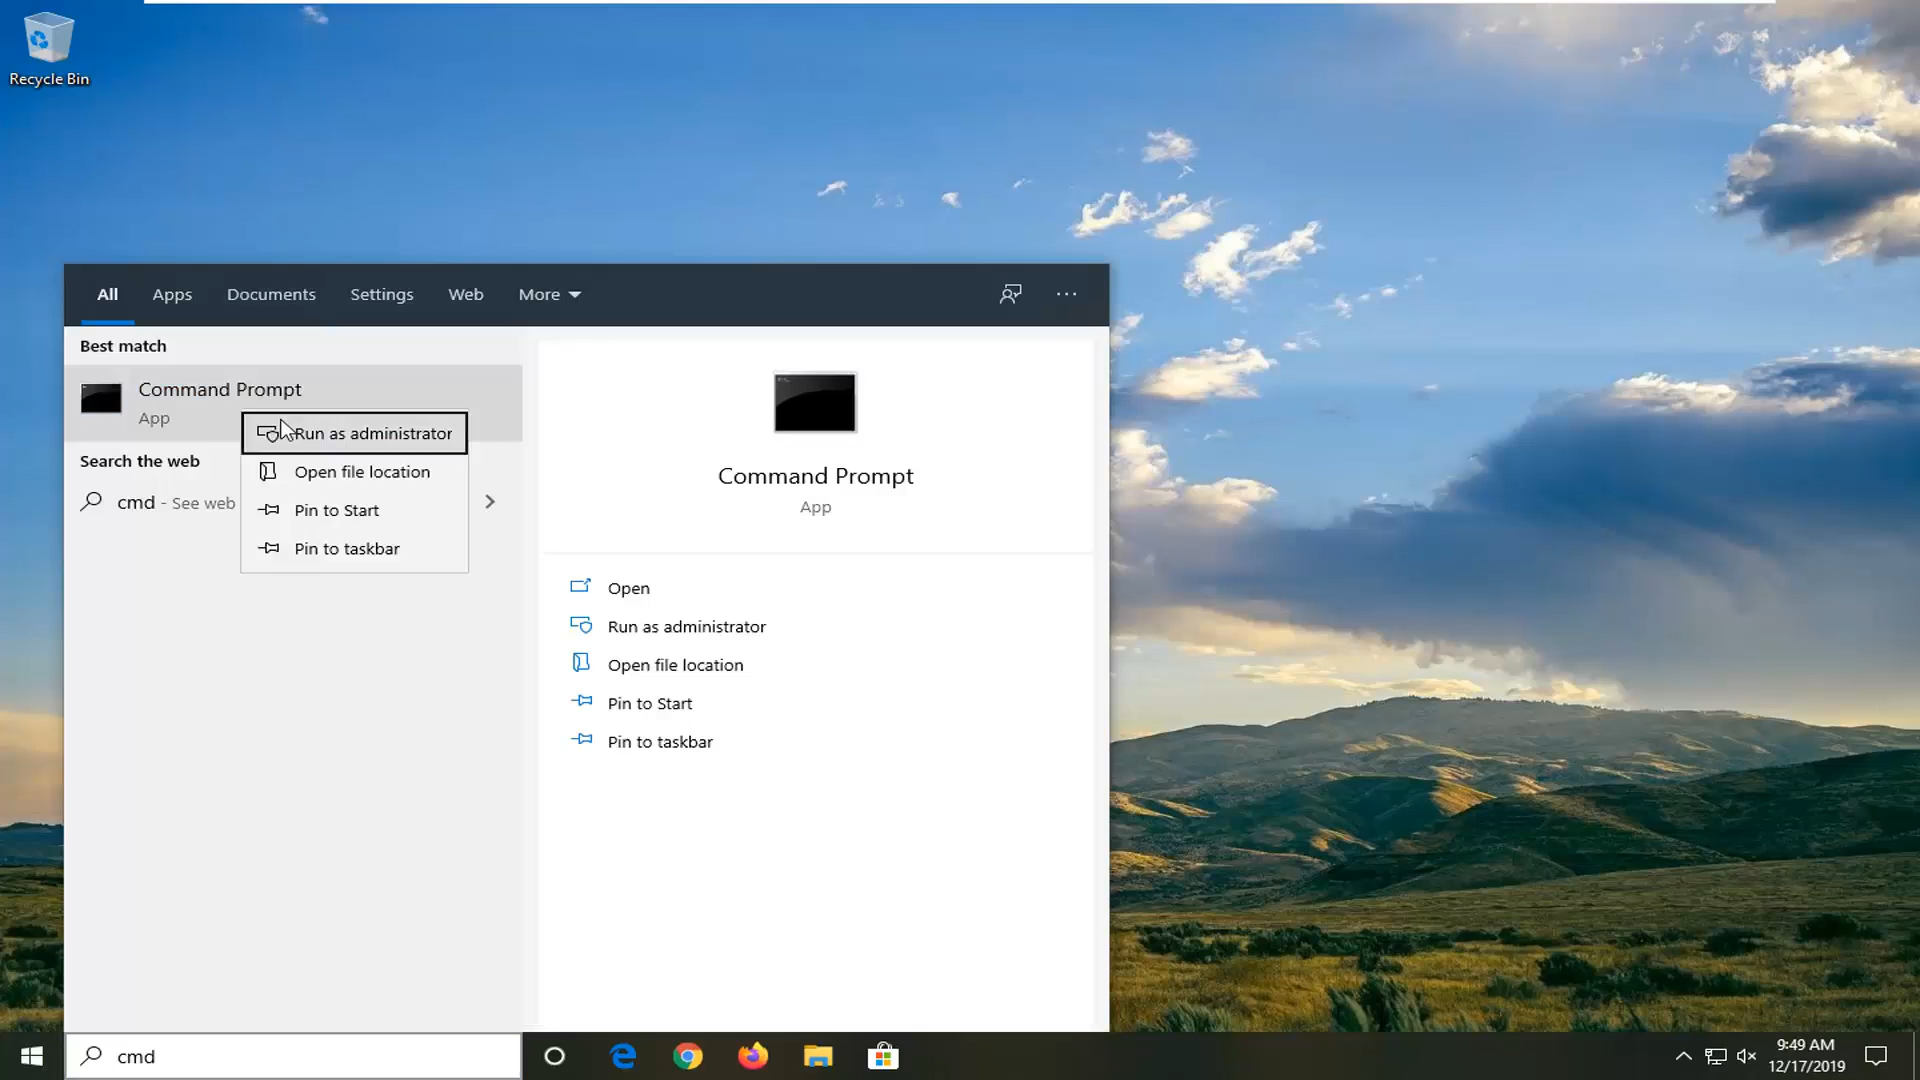 Recycle Bin
All Apps Documents Settings Web More
Best match
Command Prompt
App
Run as administrator
Search the web
Open file location
cmd - See web
Pin to Start
Pin to taskbar
Command Prompt
App
Open
Run as administrator
Open file location
Pin to Start
Pin to taskbar
cmd
9:49 AM
12/17/2019